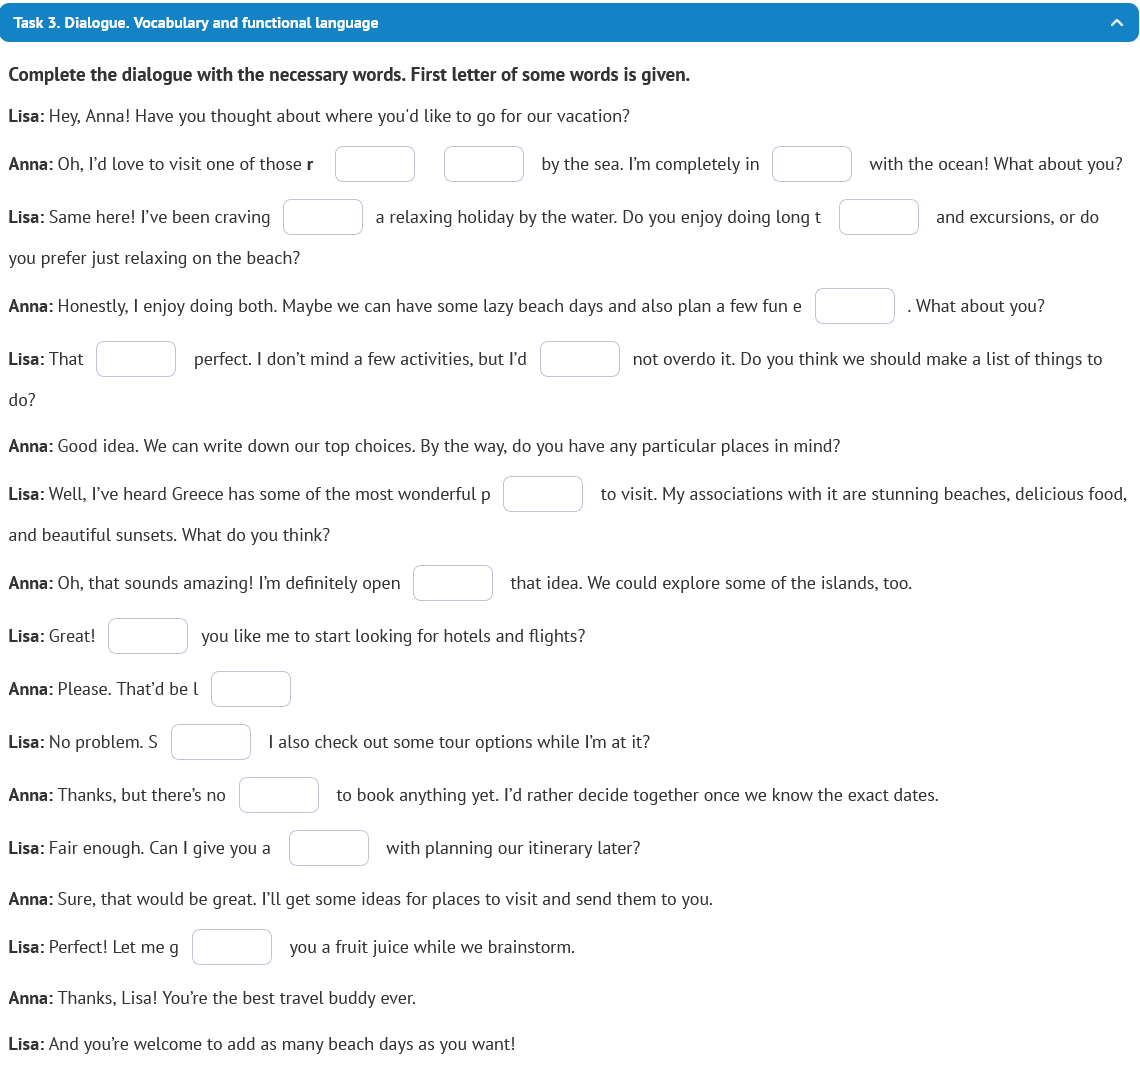 Task 3. Dialogue. Vocabulary and functional language
Complete the dialogue with the necessary words. First letter of some words is given.
Lisa: Hey, Anna! Have you thought about where you'd like to go for our vacation?
Anna: Oh, I’d love to visit one of those r by the sea. I’m completely in with the ocean! What about you?
Lisa: Same here! I’ve been craving a relaxing holiday by the water. Do you enjoy doing long t and excursions, or do
you prefer just relaxing on the beach?
Anna: Honestly, I enjoy doing both. Maybe we can have some lazy beach days and also plan a few fun e . What about you?
Lisa: That perfect. I don’t mind a few activities, but I’d not overdo it. Do you think we should make a list of things to
do?
Anna: Good idea. We can write down our top choices. By the way, do you have any particular places in mind?
Lisa: Well, I’ve heard Greece has some of the most wonderful p to visit. My associations with it are stunning beaches, delicious food,
and beautiful sunsets. What do you think?
Anna: Oh, that sounds amazing! I’m definitely open that idea. We could explore some of the islands, too.
Lisa: Great! you like me to start looking for hotels and flights?
Anna: Please. That’d be l
Lisa: No problem. S I also check out some tour options while I’m at it?
Anna: Thanks, but there’s no to book anything yet. I’d rather decide together once we know the exact dates.
Lisa: Fair enough. Can I give you a with planning our itinerary later?
Anna: Sure, that would be great. I’ll get some ideas for places to visit and send them to you.
Lisa: Perfect! Let me g you a fruit juice while we brainstorm.
Anna: Thanks, Lisa! You’re the best travel buddy ever.
Lisa: And you’re welcome to add as many beach days as you want!